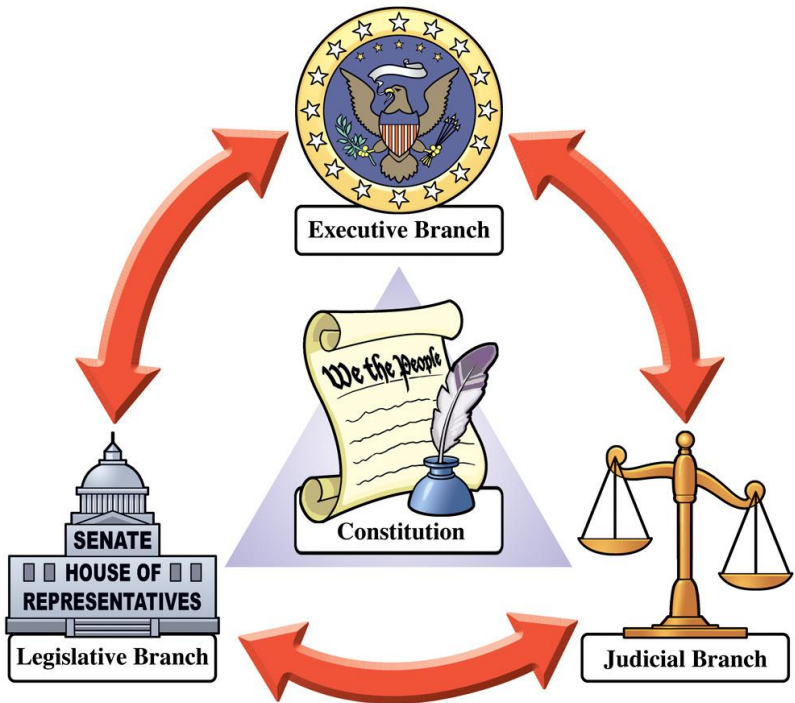 Executive Branch
We the People
Constitution
SENATE
HOUSE OF
REPRESENTATIVES
Legislative Branch
Judicial Branch